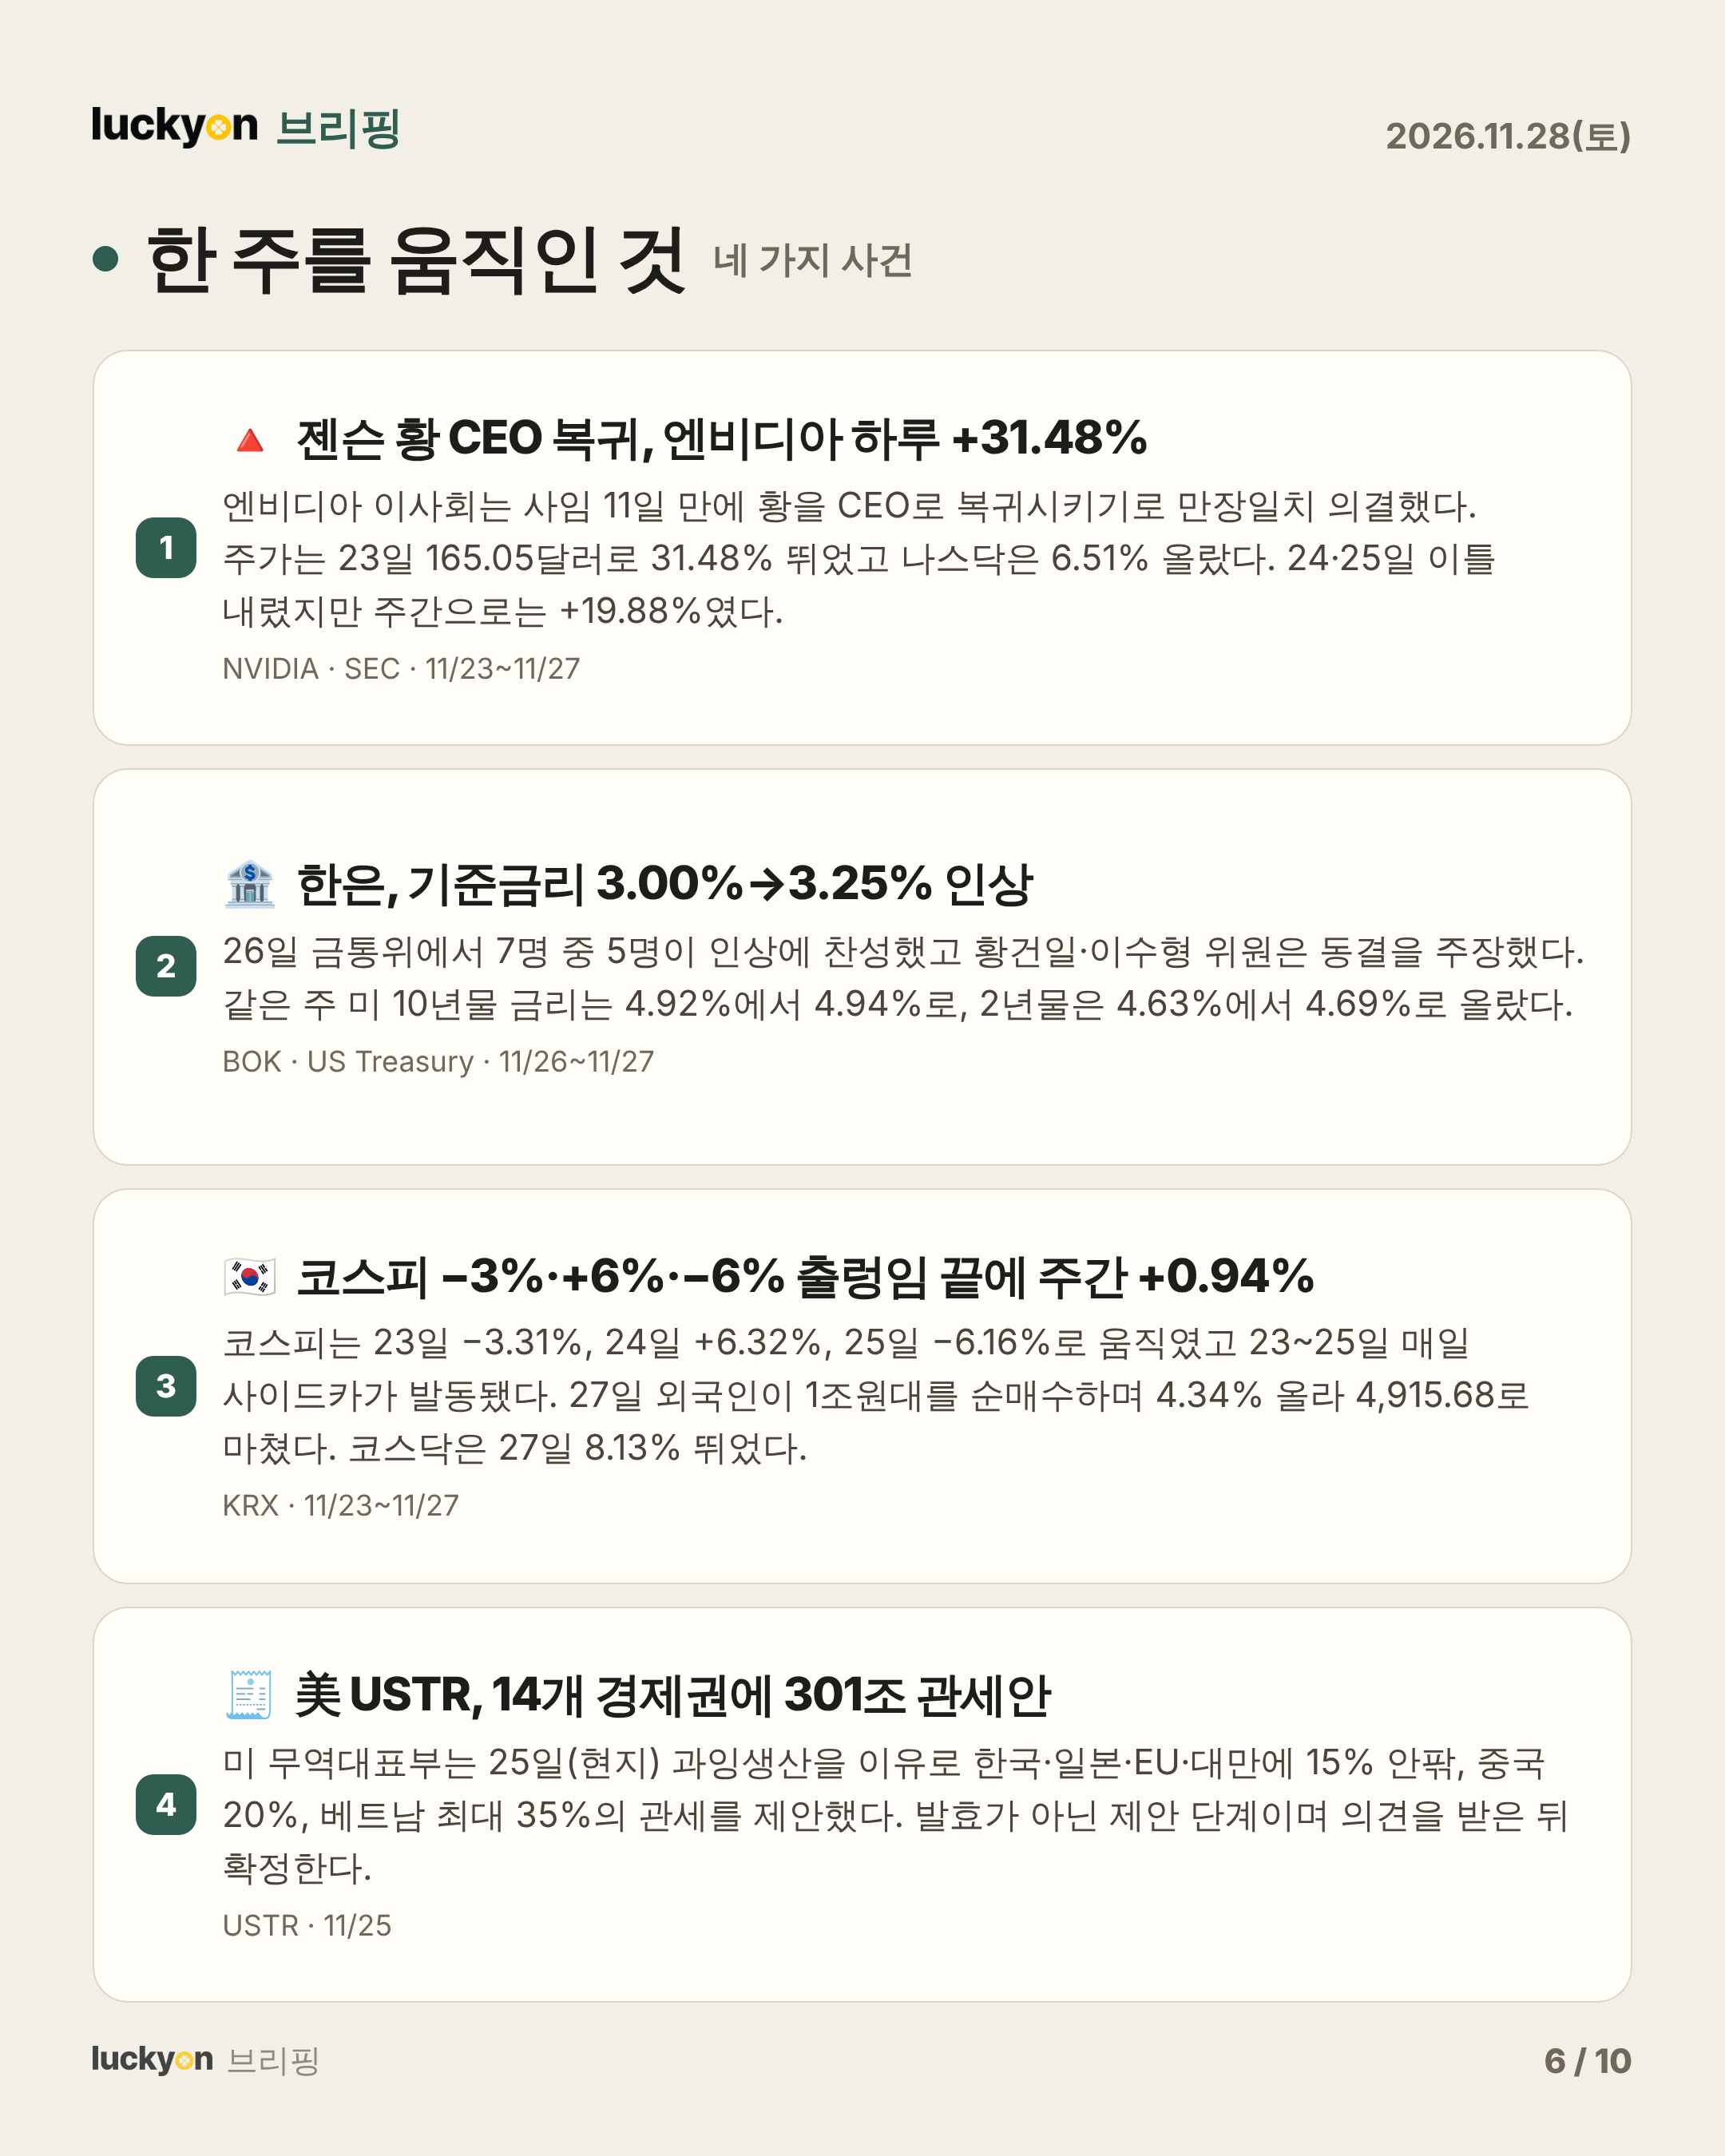 luckyon 브리핑
2026.11.28(토)
한 주를 움직인 것 네 가지 사건
젠슨 황 CEO 복귀, 엔비디아 하루 +31.48%
엔비디아 이사회는 사임 11일 만에 황을 CEO로 복귀시키기로 만장일치 의결했다.
1
주가는 23일 165.05달러로 31.48% 뛰었고 나스닥은 6.51% 올랐다. 24·25일 이틀
내렸지만 주간으로는 +19.88%였다.
NVIDIA · SEC · 11/23~11/27
한은, 기준금리 3.00%→3.25% 인상
2
26일 금통위에서 7명 중 5명이 인상에 찬성했고 황건일·이수형 위원은 동결을 주장했다.
같은 주 미 10년물 금리는 4.92%에서 4.94%로, 2년물은 4.63%에서 4.69%로 올랐다.
BOK · US Treasury · 11/26~11/27
코스피 −3%·+6%·−6% 출렁임 끝에 주간 +0.94%
코스피는 23일 −3.31%, 24일 +6.32%, 25일 −6.16%로 움직였고 23~25일 매일
3
사이드카가 발동됐다. 27일 외국인이 1조원대를 순매수하며 4.34% 올라 4,915.68로
마쳤다. 코스닥은 27일 8.13% 뛰었다.
KRX · 11/23~11/27
美 USTR, 14개 경제권에 301조 관세안
미 무역대표부는 25일(현지) 과잉생산을 이유로 한국·일본·EU·대만에 15% 안팎, 중국
4
20%, 베트남 최대 35%의 관세를 제안했다. 발효가 아닌 제안 단계이며 의견을 받은 뒤
확정한다.
USTR · 11/25
luckyon 브리핑
6 / 10